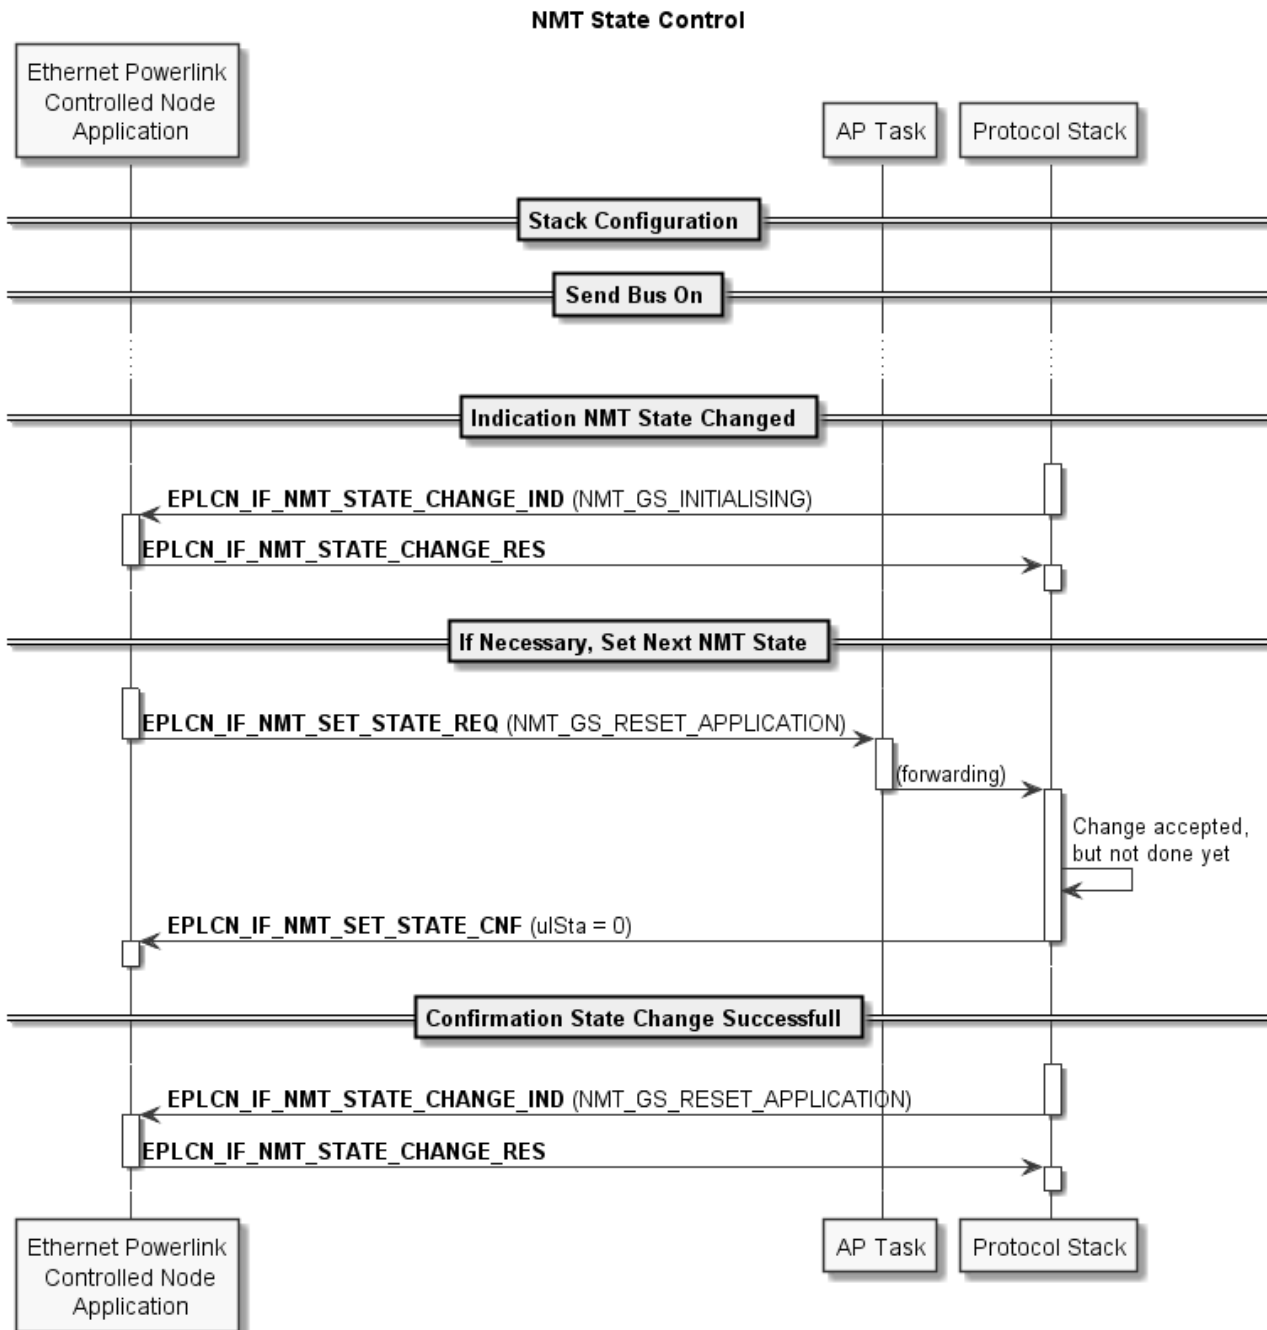 NMT State Control
Ethernet Powerlink
Controlled Node
Application
AP Task
Protocol Stack
Stack Configuration
Send Bus On
Indication NMT State Changed
EPLCN_IF_NMT_STATE_CHANGE_IND (NMT_GS_INITIALISING)
EPLCN_IF_NMT_STATE_CHANGE_RES
If Necessary, Set Next NMT State
EPLCN_IF_NMT_SET_STATE_REQ (NMT_GS_RESET_APPLICATION)
(forwarding)
Change accepted,
but not done yet
EPLCN_IF_NMT_SET_STATE_CNF (ulSta = 0)
Confirmation State Change Successfull
EPLCN_IF_NMT_STATE_CHANGE_IND (NMT_GS_RESET_APPLICATION)
EPLCN_IF_NMT_STATE_CHANGE_RES
Ethernet Powerlink
Controlled Node
Application
AP Task
Protocol Stack